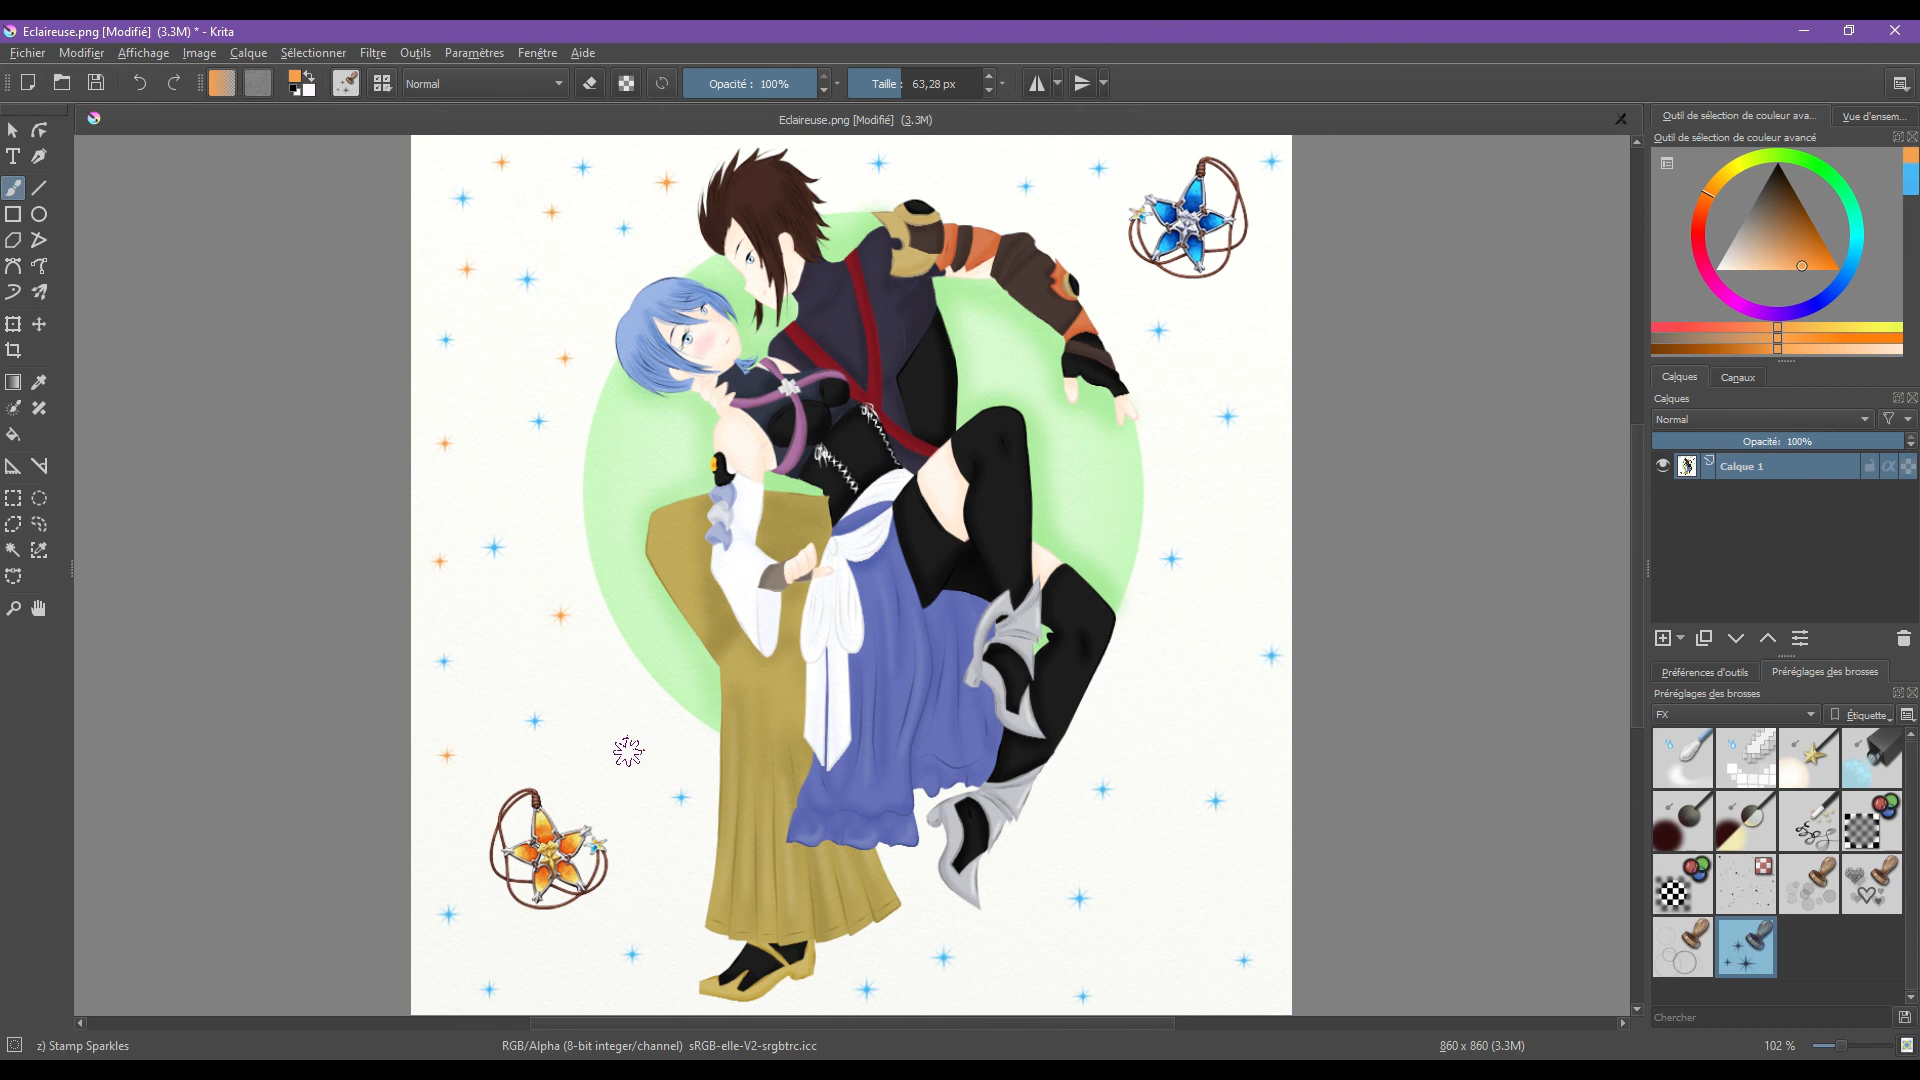 Eclaireuse.png [Modifié]  (3.3M) * - Krita
Fichier Modifier Affichage Image Calque Sélectionner Filtre Outils Paramètres Fenêtre Aide
Normal Opacité : 100% Taille : 63,28 px
Eclaireuse.png [Modifié]  (3.3M)
Outil de sélection de couleur ava... Vue d'ensem...
Outil de sélection de couleur avancé
Calques Canaux
Calques
Normal
Opacité: 100%
Calque 1
Préférences d'outils Préréglages des brosses
Préréglages des brosses
FX Étiquette
Chercher
z) Stamp Sparkles RGB/Alpha (8-bit integer/channel)  sRGB-elle-V2-srgbtrc.icc 860 x 860 (3.3M) 102 %